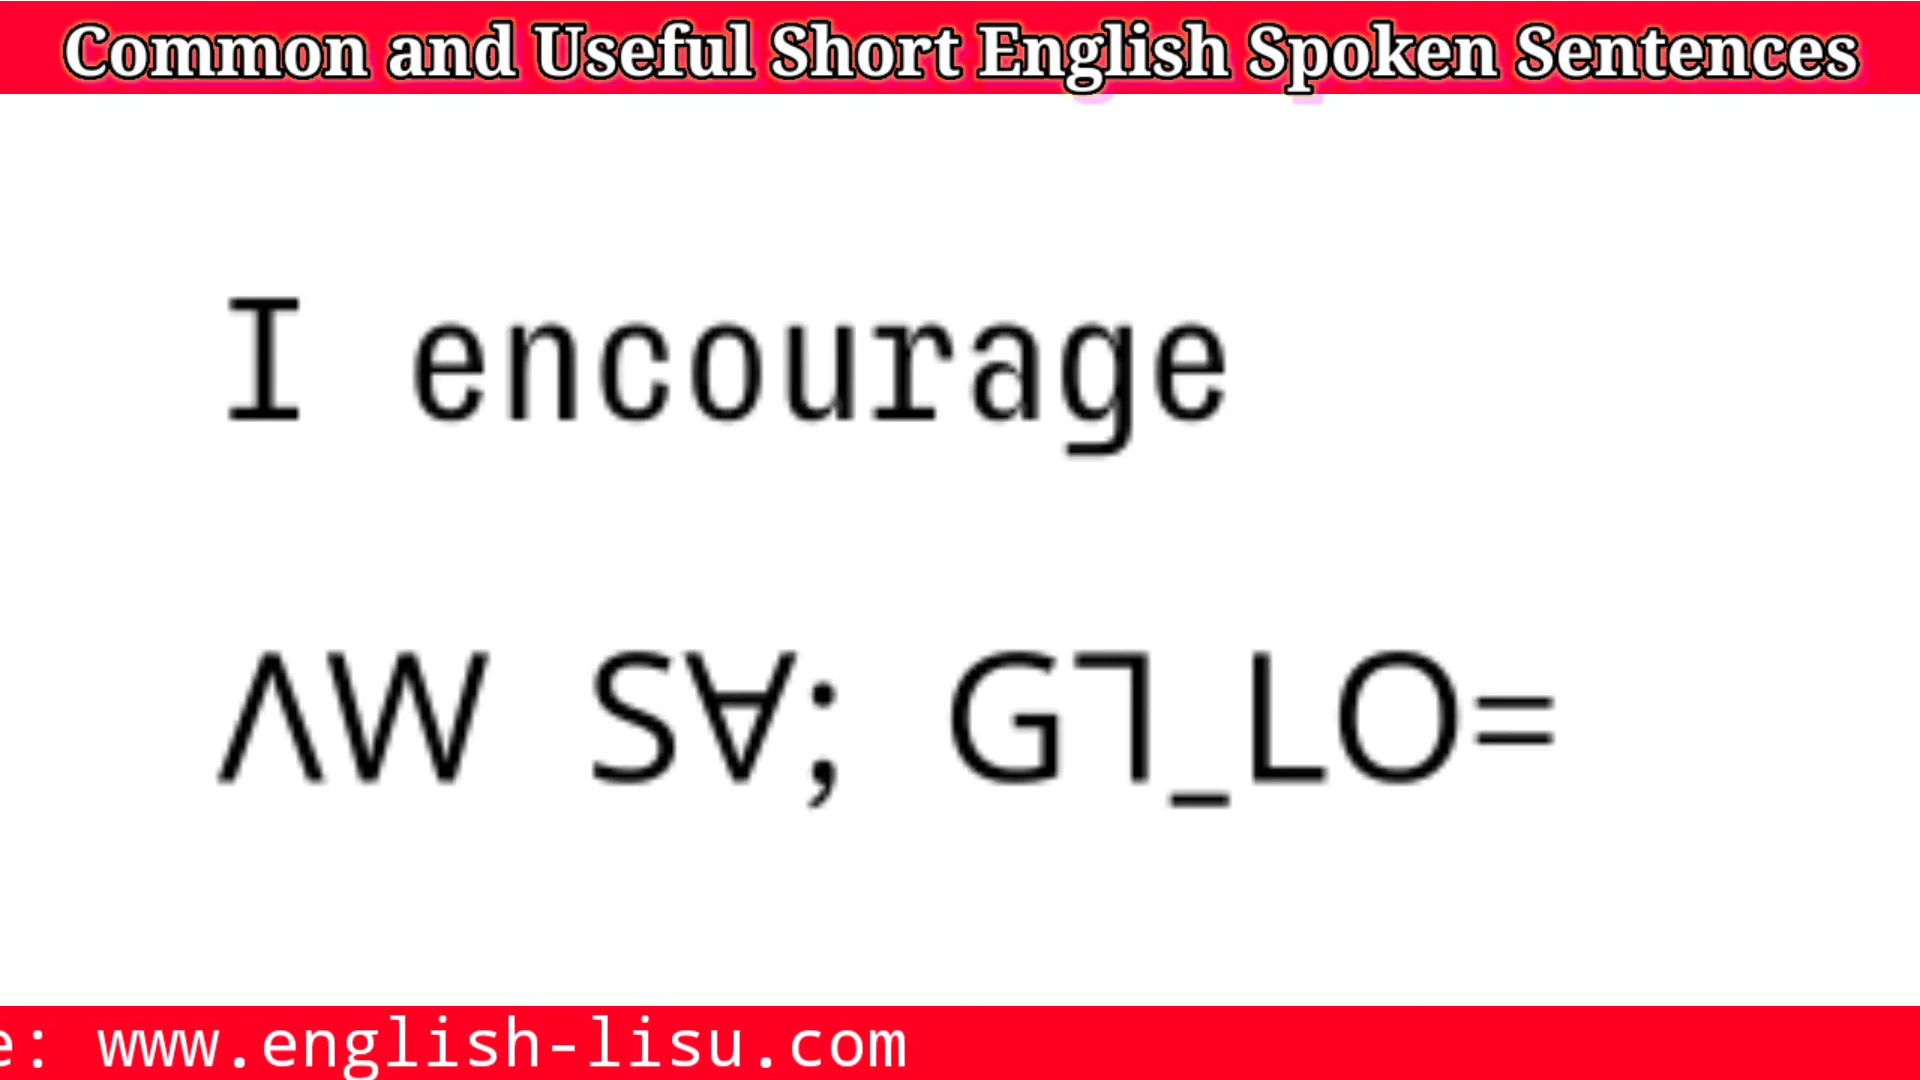 Common and Useful Short English Spoken Sentences
I encourage
ꓥꓪ ꓢꓯ; ꓖꓶ_ꓡꓳ=
e: www.english-lisu.com